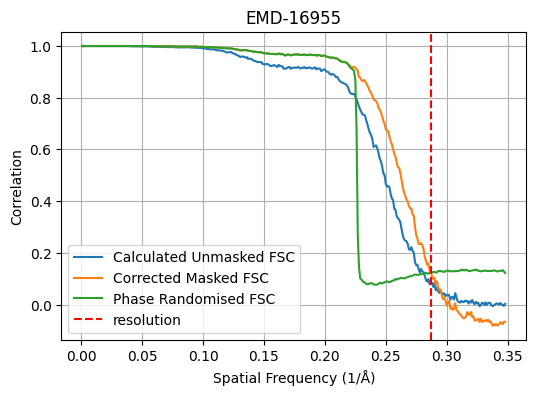 EMD-16955
1.0
0.8
0.6
0.4
0.2
0.0
Correlation
Calculated Unmasked FSC
Corrected Masked FSC
Phase Randomised FSC
resolution
0.00 0.05 0.10 0.15 0.20 0.25 0.30 0.35
Spatial Frequency (1/Å)